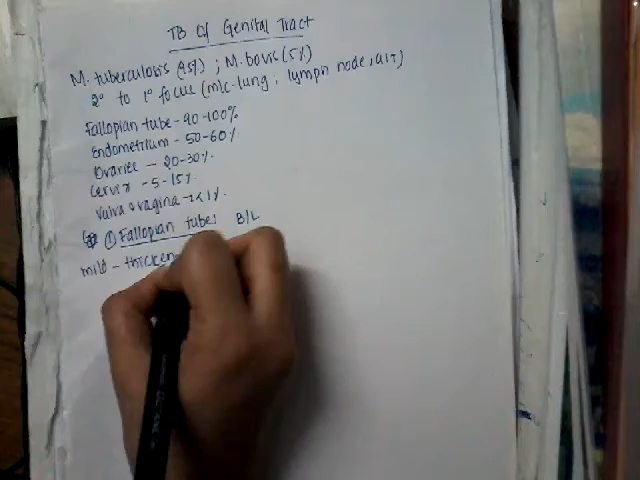 TB Of Genital Tract
M. tuberculosis (95%) ; M. bovis (5%)
2° to 1° focus (m/c - lung, lymph node, GIT)
Fallopian tube - 90-100%
Endometrium - 50-60%
Ovaries - 20-30%
Cervix - 5-15%
Vulva & vagina - <1%
① Fallopian tubes B/L
mild - thicken